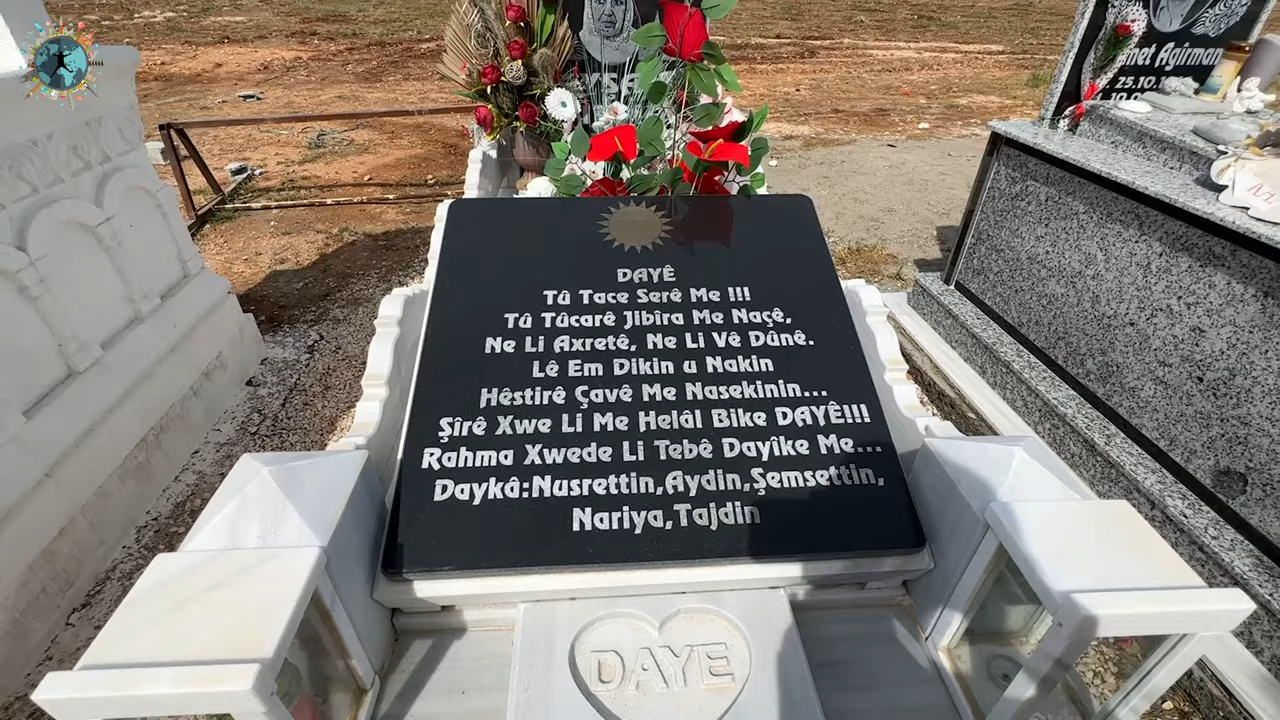 DAYÊ
Tû Tace Serê Me !!!
Tû Tûcarê Jibîra Me Naçê,
Ne Li Axretê, Ne Li Vê Dûnê.
Lê Em Dikin u Nakin
Hêstirê Çavê Me Nasekinin...
Şîrê Xwe Li Me Helâl Bike DAYÊ!!!
Rahma Xwede Li Tebê Dayîke Me...
Daykâ:Nusrettin,Aydin,Şemsettin,
Nariya,Tajdin
DAYE
Agirman